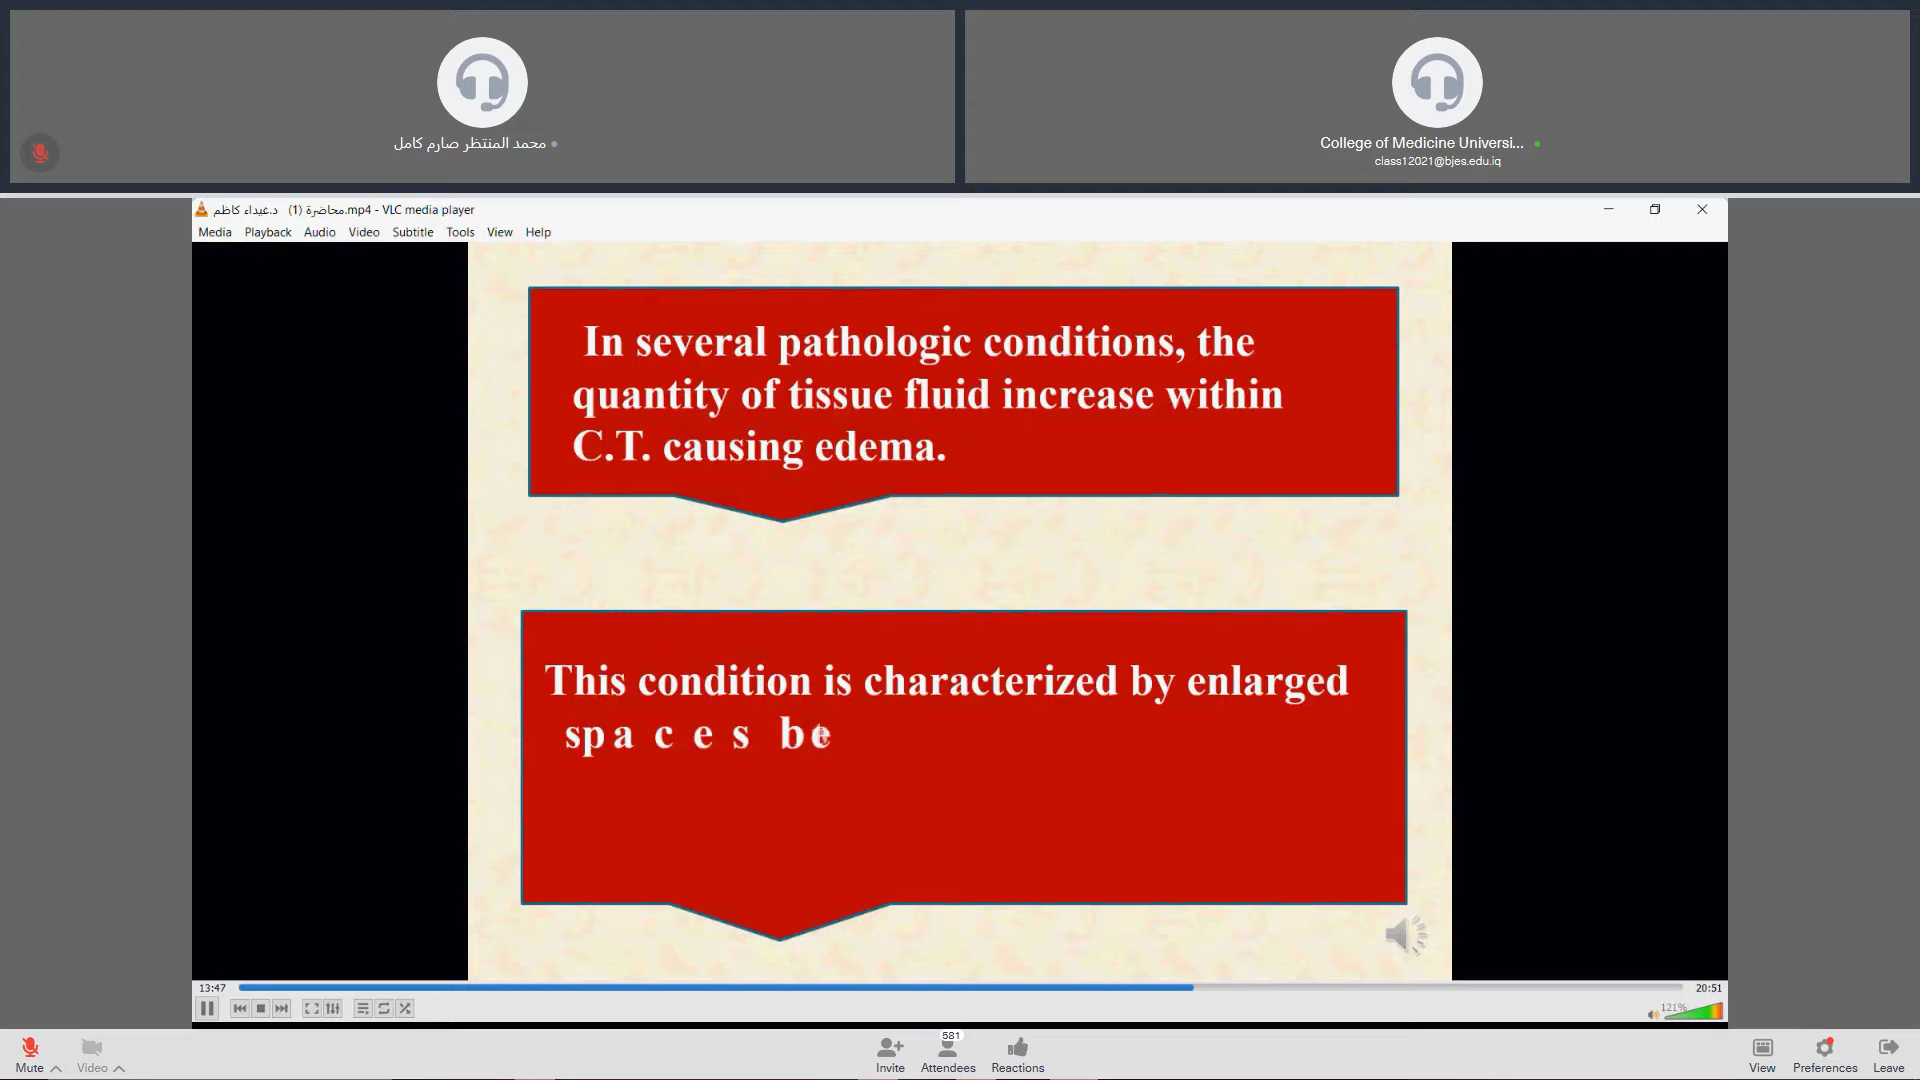 محمد المنتظر صارم كامل
College of Medicine Universi...
class12021@bjes.edu.iq
محاضرة (1) د.غيداء كاظم.mp4 - VLC media player
Media Playback Audio Video Subtitle Tools View Help
In several pathologic conditions, the
quantity of tissue fluid increase within
C.T. causing edema.
This condition is characterized by enlarged
spaces be
13:47
20:51
121%
581
Mute
Video
Invite
Attendees
Reactions
View
Preferences
Leave